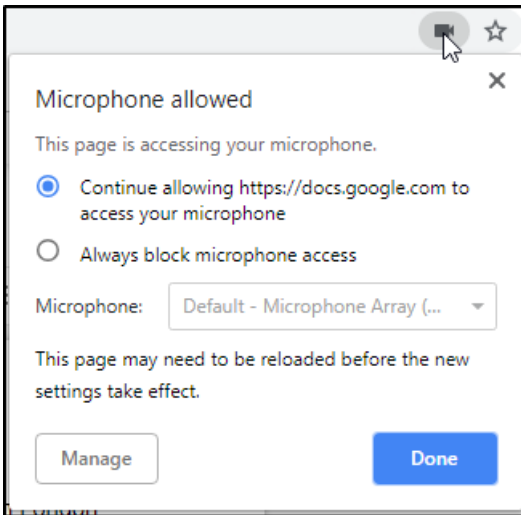 Microphone allowed
This page is accessing your microphone.
Continue allowing https://docs.google.com to
access your microphone
Always block microphone access
Microphone: Default - Microphone Array (...
This page may need to be reloaded before the new
settings take effect.
Manage Done
London